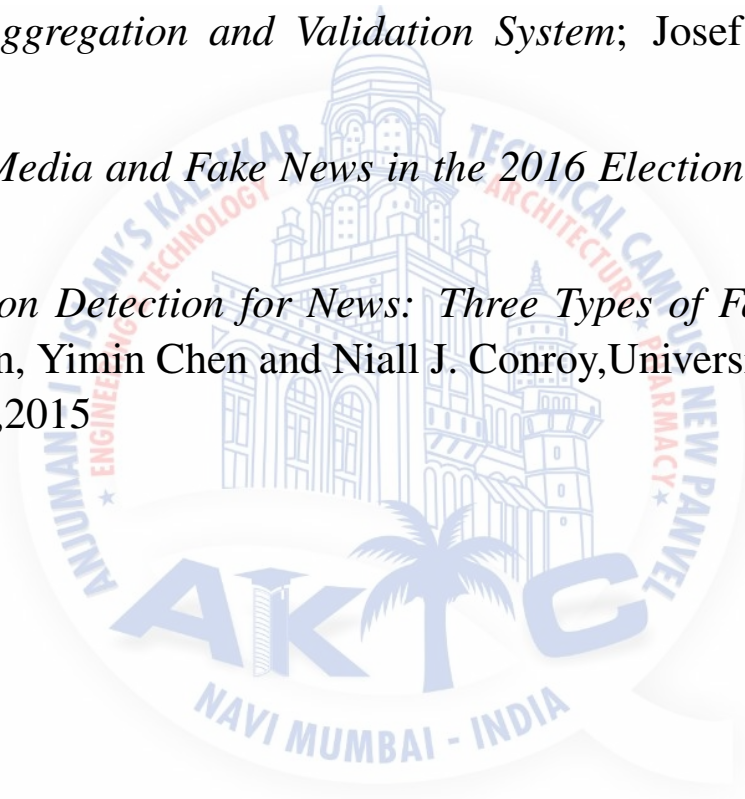 ggregation and Validation System; Josef
Media and Fake News in the 2016 Election
on Detection for News: Three Types of Fa
n, Yimin Chen and Niall J. Conroy,Univers
,2015
ANJUMAN - I - ISLAM'S KALSEKAR TECHNICAL CAMPUS NEW PANVEL
★ ENGINEERING TECHNOLOGY ARCHITECTURE ★ PHARMACY ★
AKTC
NAVI MUMBAI - INDIA